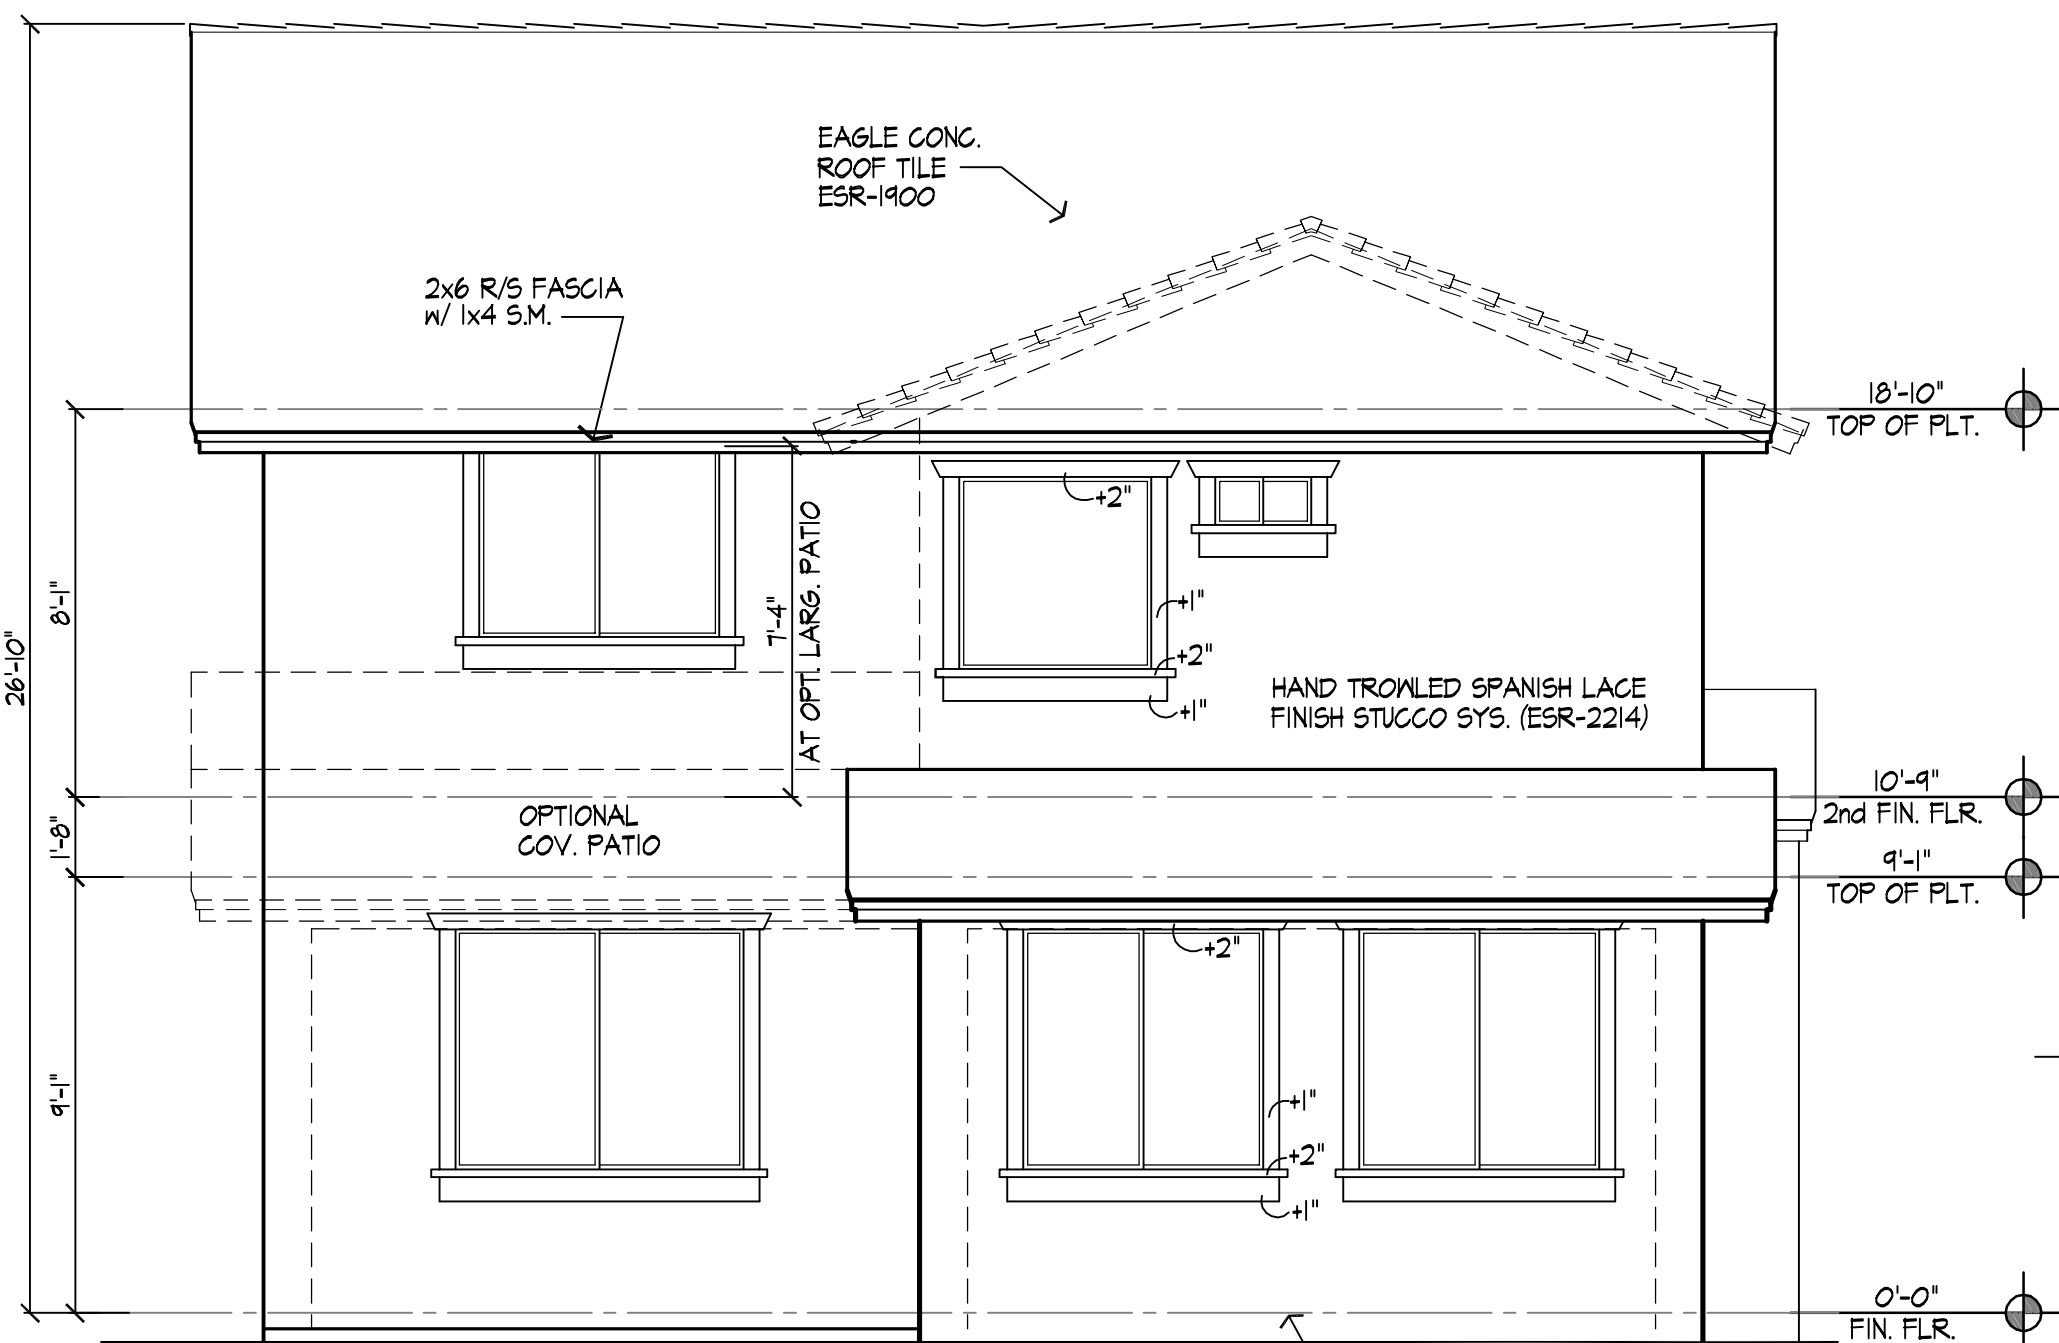 EAGLE CONC.
ROOF TILE
ESR-1900
2x6 R/S FASCIA
w/ 1x4 S.M.
18'-10"
TOP OF PLT.
+2"
8'-1"
7'-4"
AT OPT. LARG. PATIO
+1"
+2"
+1"
26'-10"
HAND TROWLED SPANISH LACE
FINISH STUCCO SYS. (ESR-2214)
10'-9"
2nd FIN. FLR.
OPTIONAL
COV. PATIO
1'-8"
9'-1"
TOP OF PLT.
+2"
9'-1"
+1"
+2"
+1"
0'-0"
FIN. FLR.